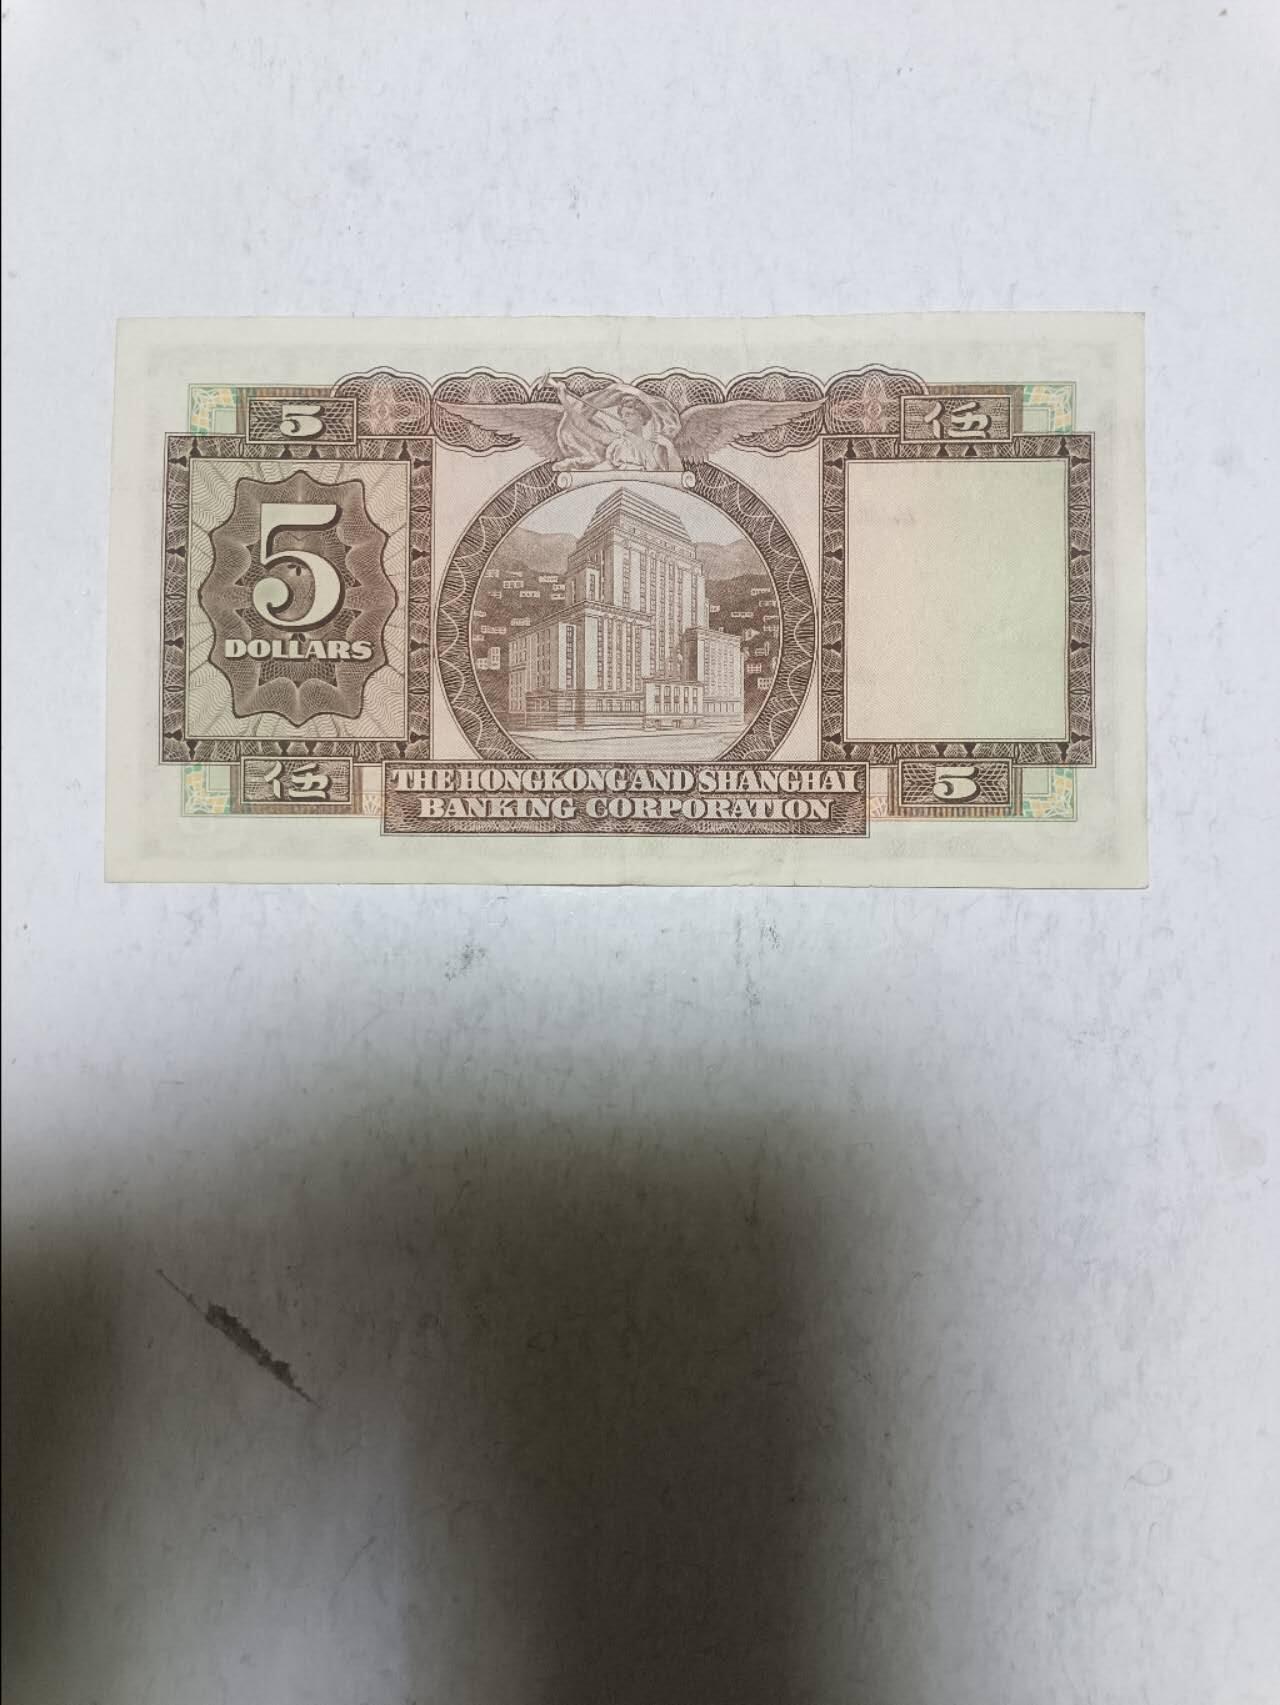 5
伍
5
DOLLARS
伍
THE HONGKONG AND SHANGHAI
BANKING CORPORATION
5